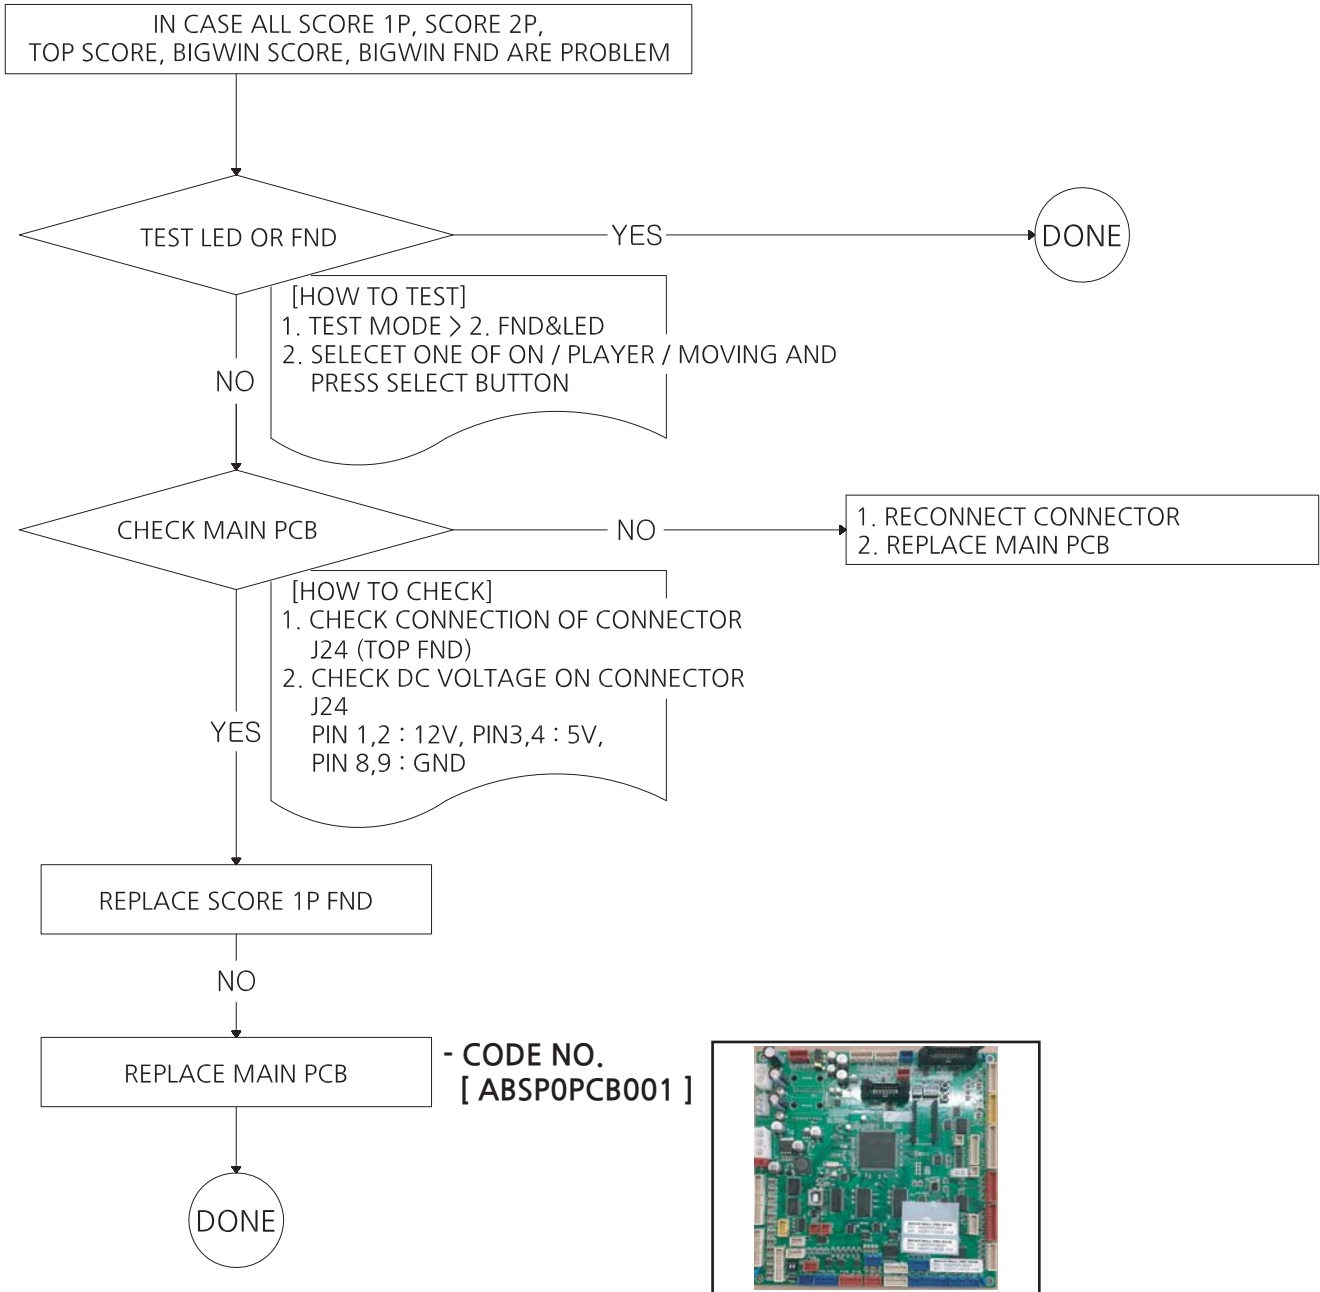 IN CASE ALL SCORE 1P, SCORE 2P,
TOP SCORE, BIGWIN SCORE, BIGWIN FND ARE PROBLEM
TEST LED OR FND
YES
DONE
[HOW TO TEST]
1. TEST MODE > 2. FND&LED
2. SELECET ONE OF ON / PLAYER / MOVING AND
PRESS SELECT BUTTON
NO
CHECK MAIN PCB
NO
1. RECONNECT CONNECTOR
2. REPLACE MAIN PCB
[HOW TO CHECK]
1. CHECK CONNECTION OF CONNECTOR
J24 (TOP FND)
2. CHECK DC VOLTAGE ON CONNECTOR
J24
PIN 1,2 : 12V, PIN3,4 : 5V,
PIN 8,9 : GND
YES
REPLACE SCORE 1P FND
NO
REPLACE MAIN PCB
- CODE NO.
[ ABSP0PCB001 ]
DONE